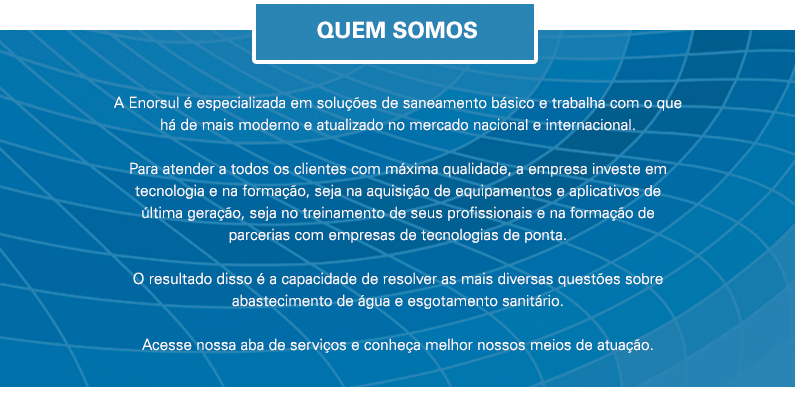 QUEM SOMOS
A Enorsul é especializada em soluções de saneamento básico e trabalha com o que
há de mais moderno e atualizado no mercado nacional e internacional.
Para atender a todos os clientes com máxima qualidade, a empresa investe em
tecnologia e na formação, seja na aquisição de equipamentos e aplicativos de
última geração, seja no treinamento de seus profissionais e na formação de
parcerias com empresas de tecnologias de ponta.
O resultado disso é a capacidade de resolver as mais diversas questões sobre
abastecimento de água e esgotamento sanitário.
Acesse nossa aba de serviços e conheça melhor nossos meios de atuação.